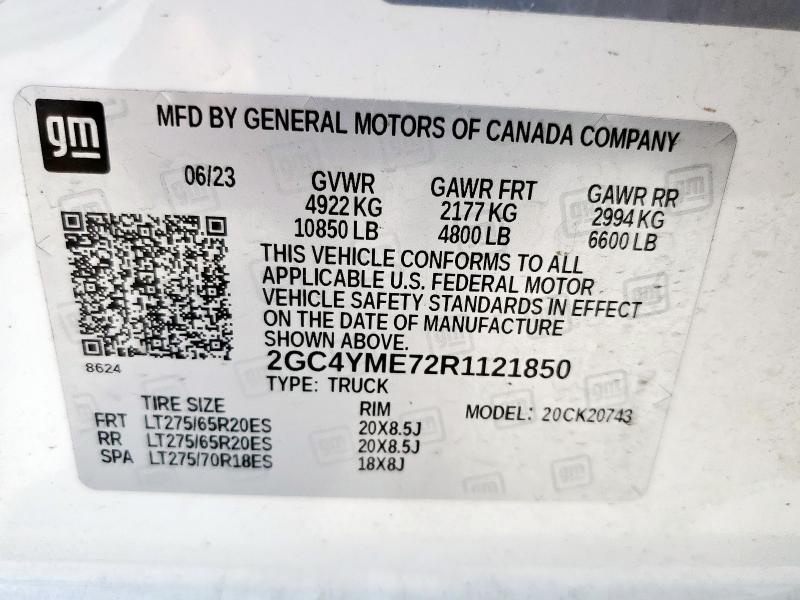 gm
MFD BY GENERAL MOTORS OF CANADA COMPANY
06/23 GVWR GAWR FRT GAWR RR
4922 KG 2177 KG 2994 KG
10850 LB 4800 LB 6600 LB
THIS VEHICLE CONFORMS TO ALL
APPLICABLE U.S. FEDERAL MOTOR
VEHICLE SAFETY STANDARDS IN EFFECT
ON THE DATE OF MANUFACTURE
SHOWN ABOVE.
8624
2GC4YME72R1121850
TYPE: TRUCK
TIRE SIZE RIM MODEL: 20CK20743
FRT LT275/65R20ES 20X8.5J
RR LT275/65R20ES 20X8.5J
SPA LT275/70R18ES 18X8J